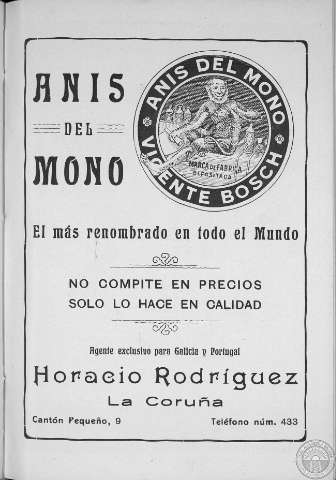 ANIS
DEL
MONO
ANIS DEL MONO
VICENTE BOSCH
MARCA DE FABRICA
DEPOSITADA
El más renombrado en todo el Mundo
NO COMPITE EN PRECIOS
SOLO LO HACE EN CALIDAD
Agente exclusivo para Galicia y Portugal
Horacio Rodríguez
La Coruña
Cantón Pequeño, 9 Teléfono núm. 433